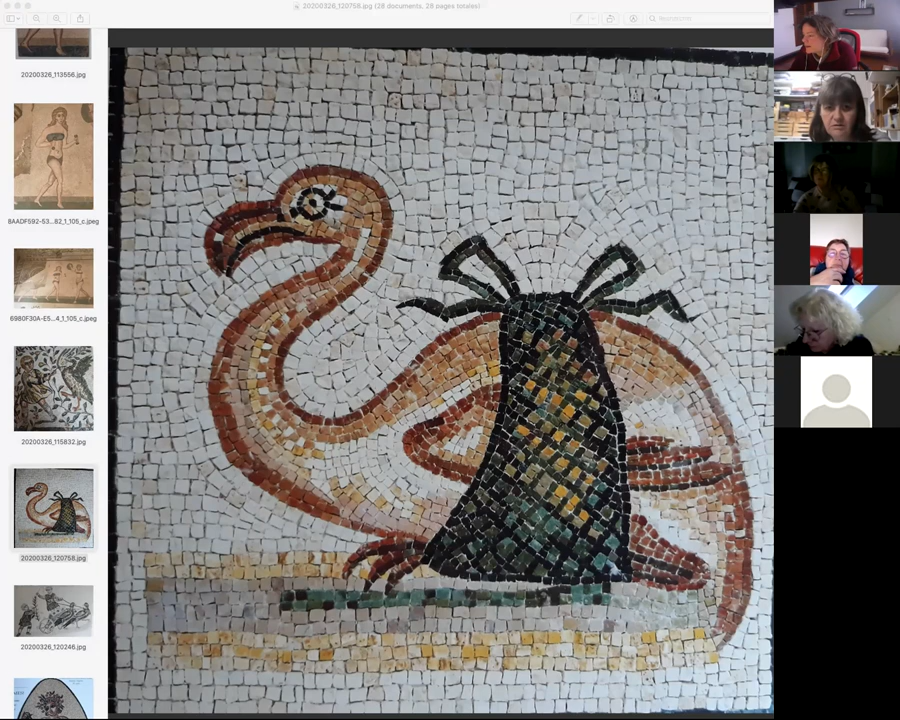 20200326_120758.jpg (28 documents, 28 pages totales)
20200326_113556.jpg
8AADF592-53...82_1_105_c.jpeg
6980F30A-E5...4_1_105_c.jpeg
20200326_115832.jpg
20200326_120758.jpg
20200326_120246.jpg